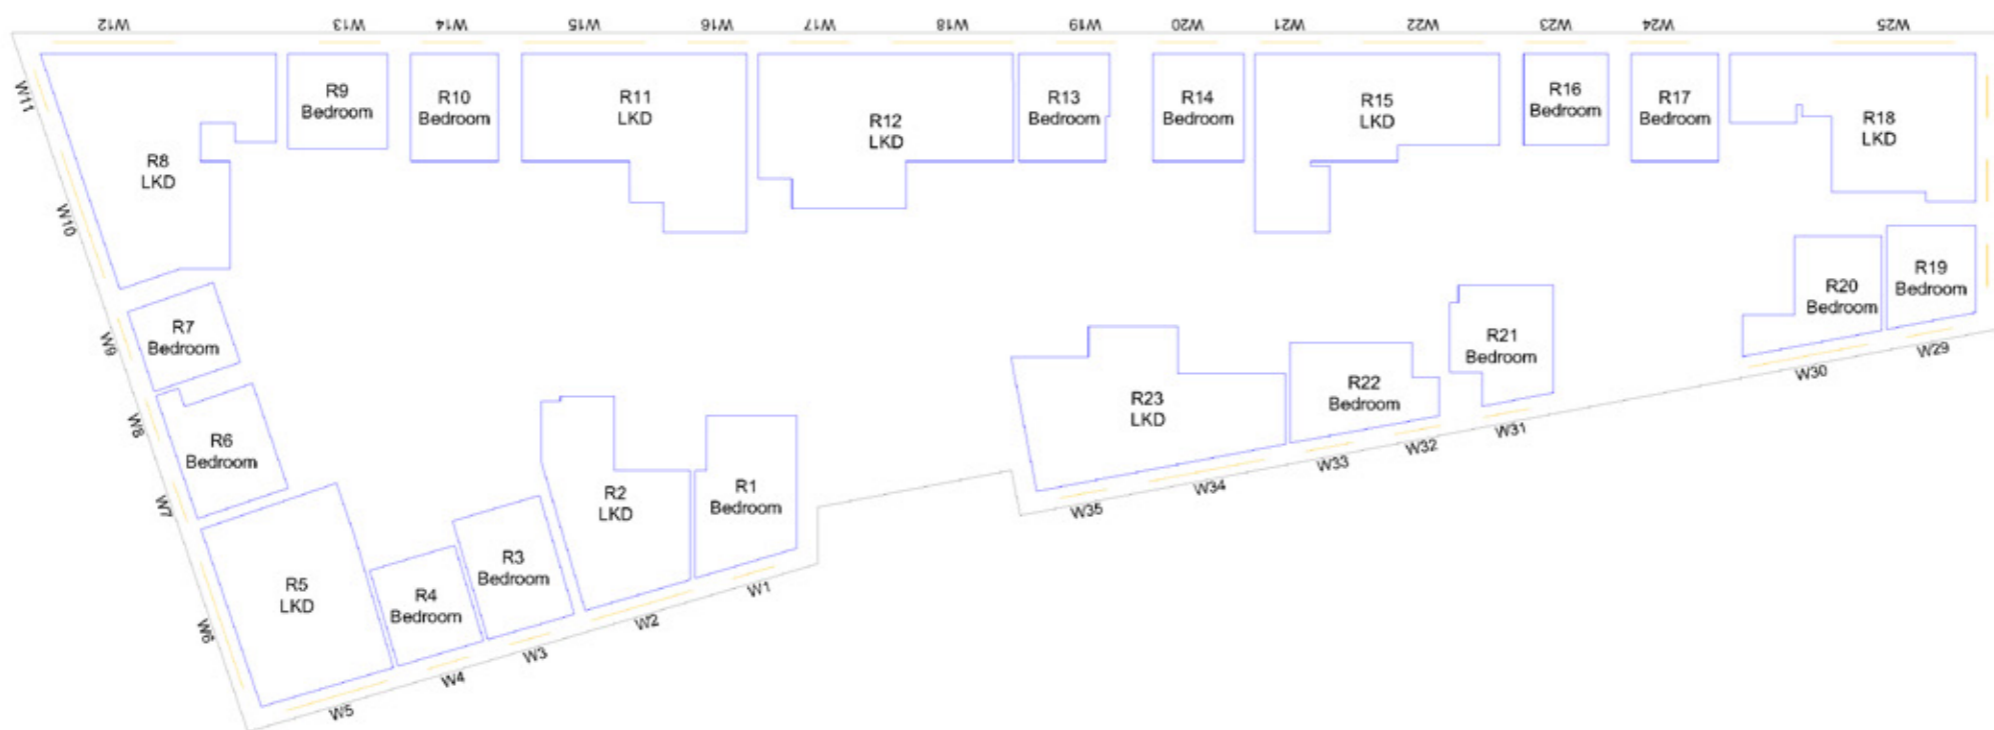 W12 W13 W14 W15 W16 W17 W18 W19 W20 W21 W22 W23 W24 W25
W11
R8
LKD
R9
Bedroom
R10
Bedroom
R11
LKD
R12
LKD
R13
Bedroom
R14
Bedroom
R15
LKD
R16
Bedroom
R17
Bedroom
R18
LKD
W10
R7
Bedroom
W9
R6
Bedroom
W8
W7
R5
LKD
W6
W5
R4
Bedroom
W4
R3
Bedroom
W3
R2
LKD
W2
R1
Bedroom
W1
R23
LKD
W35
W34
R22
Bedroom
W33
W32
R21
Bedroom
W31
R20
Bedroom
W30
R19
Bedroom
W29